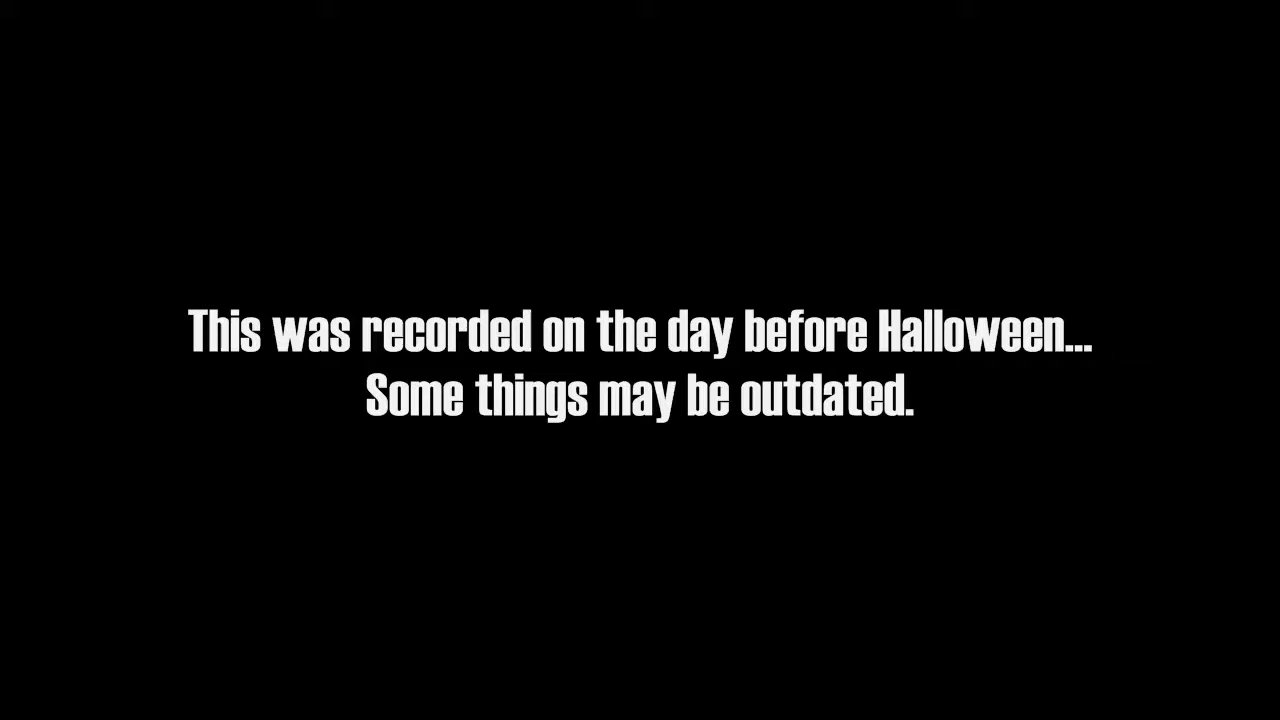 This was recorded on the day before Halloween...
Some things may be outdated.